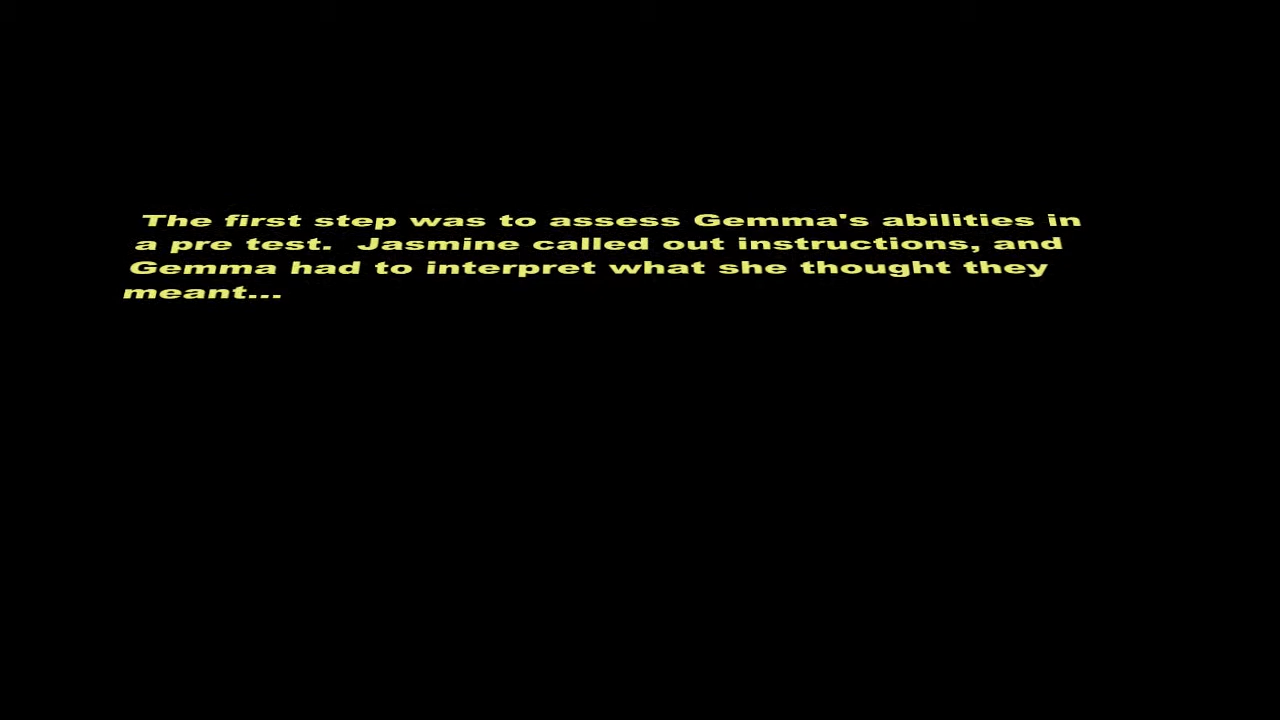 The first step was to assess Gemma's abilities in
a pre test.  Jasmine called out instructions, and
Gemma had to interpret what she thought they
meant...